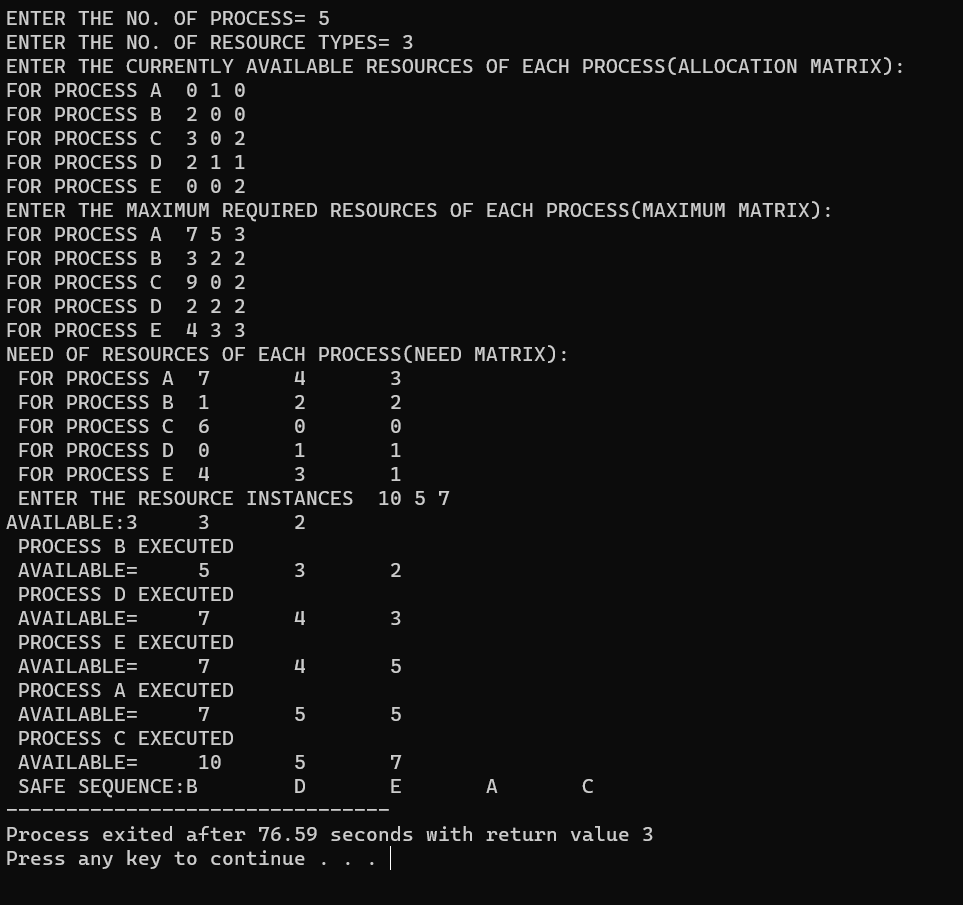 ENTER THE NO. OF PROCESS= 5
ENTER THE NO. OF RESOURCE TYPES= 3
ENTER THE CURRENTLY AVAILABLE RESOURCES OF EACH PROCESS(ALLOCATION MATRIX):
FOR PROCESS A  0 1 0
FOR PROCESS B  2 0 0
FOR PROCESS C  3 0 2
FOR PROCESS D  2 1 1
FOR PROCESS E  0 0 2
ENTER THE MAXIMUM REQUIRED RESOURCES OF EACH PROCESS(MAXIMUM MATRIX):
FOR PROCESS A  7 5 3
FOR PROCESS B  3 2 2
FOR PROCESS C  9 0 2
FOR PROCESS D  2 2 2
FOR PROCESS E  4 3 3
NEED OF RESOURCES OF EACH PROCESS(NEED MATRIX):
 FOR PROCESS A  7       4       3
 FOR PROCESS B  1       2       2
 FOR PROCESS C  6       0       0
 FOR PROCESS D  0       1       1
 FOR PROCESS E  4       3       1
 ENTER THE RESOURCE INSTANCES  10 5 7
AVAILABLE:3     3       2
 PROCESS B EXECUTED
 AVAILABLE=     5       3       2
 PROCESS D EXECUTED
 AVAILABLE=     7       4       3
 PROCESS E EXECUTED
 AVAILABLE=     7       4       5
 PROCESS A EXECUTED
 AVAILABLE=     7       5       5
 PROCESS C EXECUTED
 AVAILABLE=     10      5       7
 SAFE SEQUENCE:B        D       E       A       C
--------------------------------
Process exited after 76.59 seconds with return value 3
Press any key to continue . . .